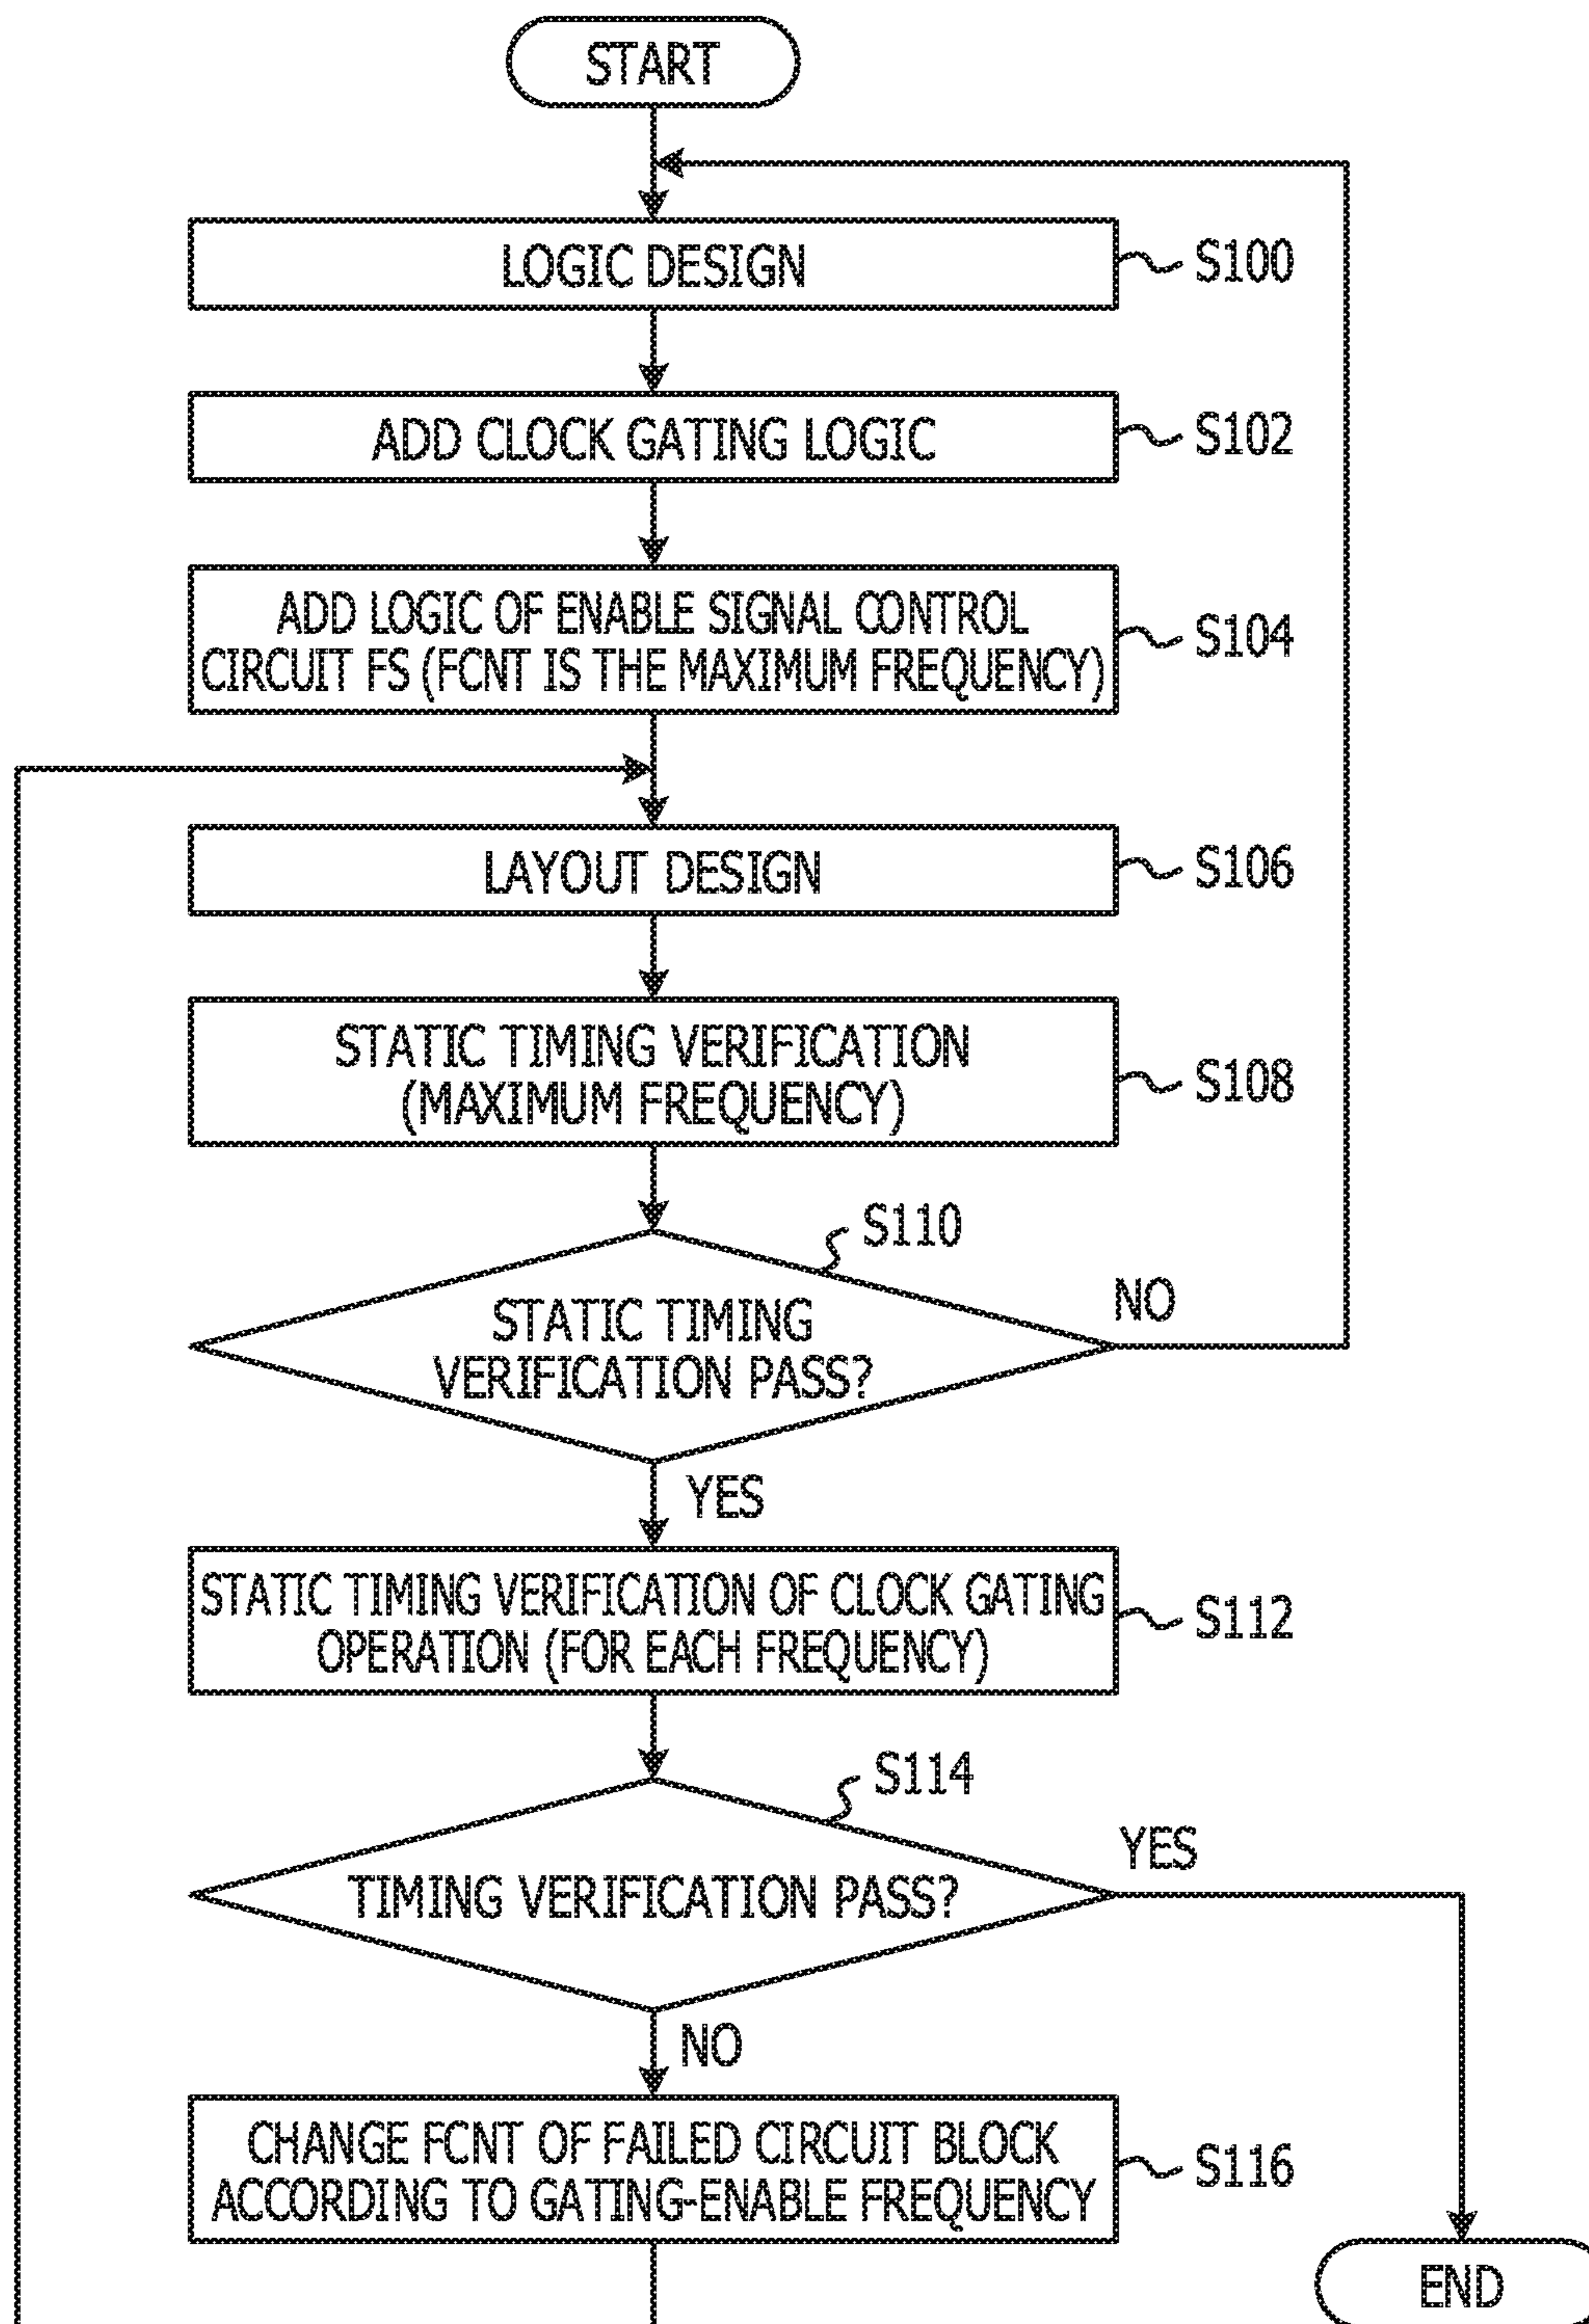 START
LOGIC DESIGN
S100
ADD CLOCK GATING LOGIC
S102
ADD LOGIC OF ENABLE SIGNAL CONTROL
CIRCUIT FS (FCNT IS THE MAXIMUM FREQUENCY)
S104
LAYOUT DESIGN
S106
STATIC TIMING VERIFICATION
(MAXIMUM FREQUENCY)
S108
S110
STATIC TIMING
VERIFICATION PASS?
NO
YES
STATIC TIMING VERIFICATION OF CLOCK GATING
OPERATION (FOR EACH FREQUENCY)
S112
S114
TIMING VERIFICATION PASS?
YES
NO
CHANGE FCNT OF FAILED CIRCUIT BLOCK
ACCORDING TO GATING-ENABLE FREQUENCY
S116
END